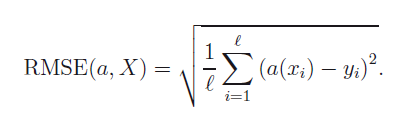 RMSE(a, X) = \sqrt{\frac{1}{\ell} \sum_{i=1}^{\ell} (a(x_i) - y_i)^2}.